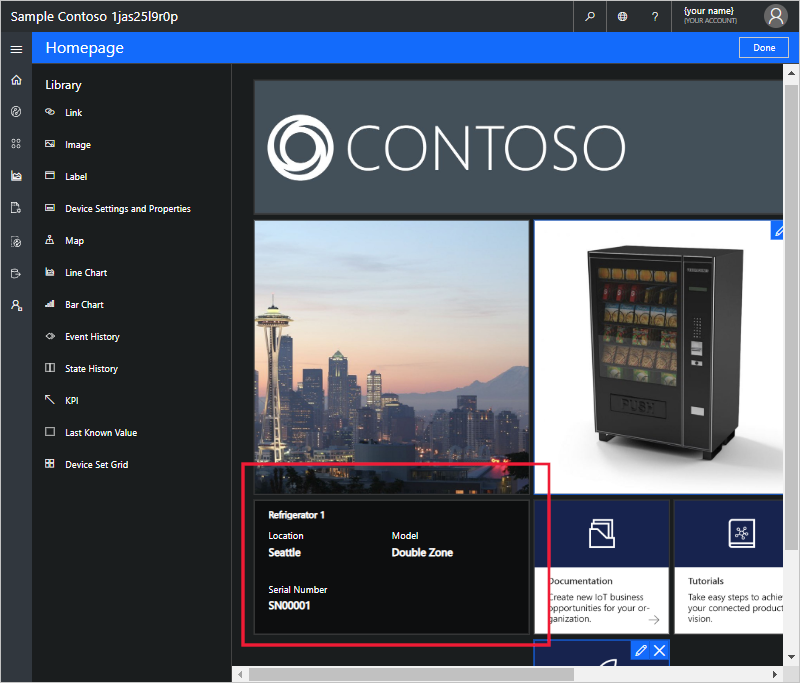 Sample Contoso 1jas25l9r0p
?
{your name}
{YOUR ACCOUNT}
Homepage
Done
Library
Link
Image
Label
Device Settings and Properties
Map
Line Chart
Bar Chart
Event History
State History
KPI
Last Known Value
Device Set Grid
CONTOSO
PUSH
Refrigerator 1
Location
Model
Seattle
Double Zone
Serial Number
SN00001
Documentation
Create new IoT business
opportunities for your or-
ganization.
Tutorials
Take easy steps to achie
your connected product
vision.